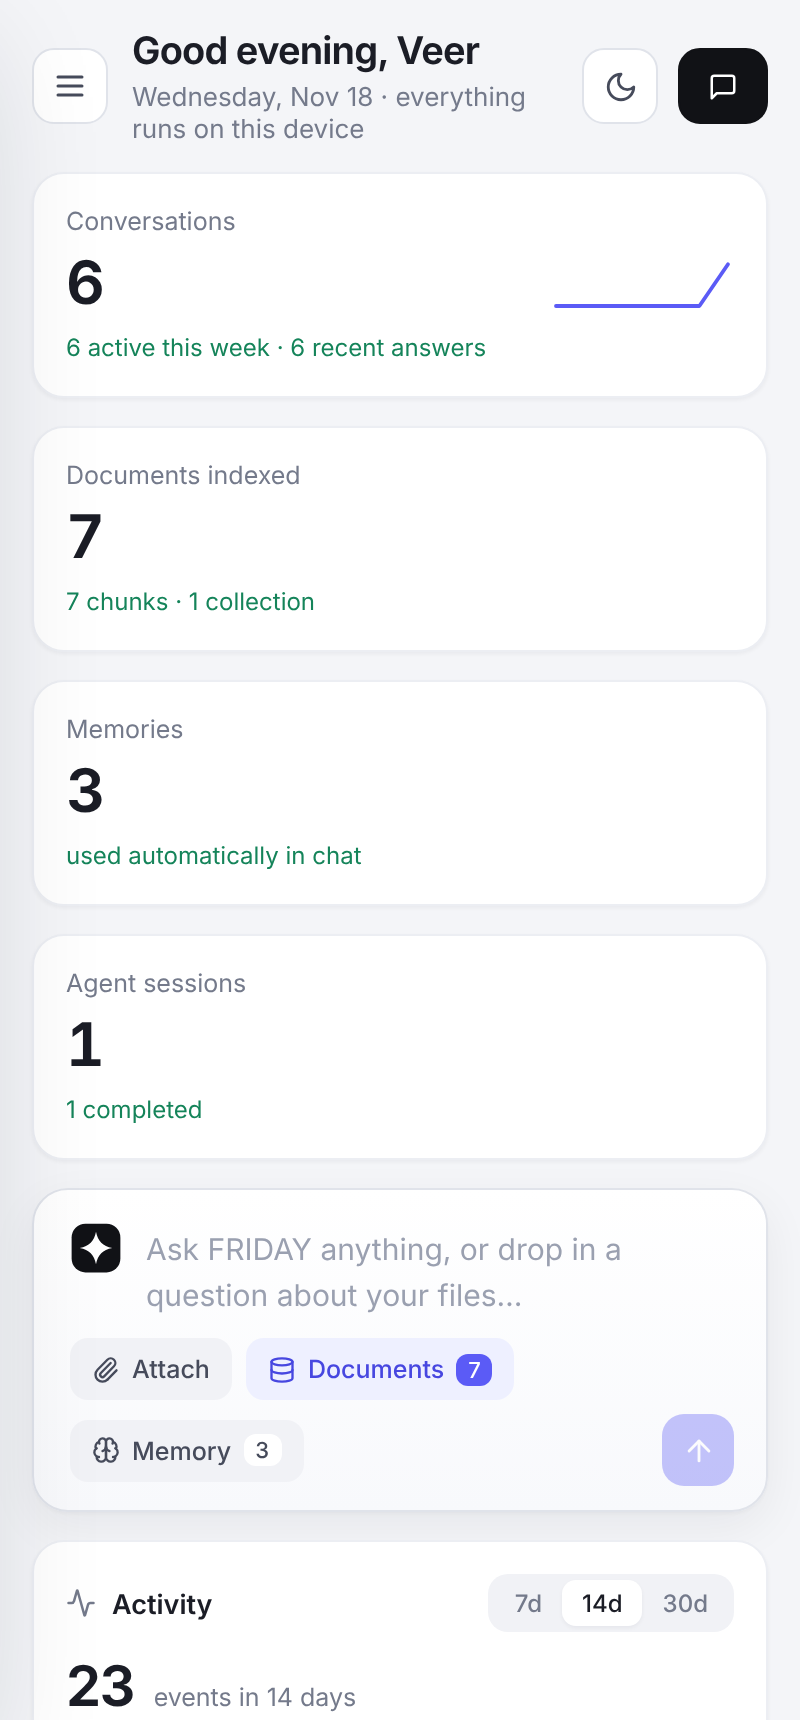 Good evening, Veer
Wednesday, Nov 18 · everything
runs on this device
Conversations
6
6 active this week · 6 recent answers
Documents indexed
7
7 chunks · 1 collection
Memories
3
used automatically in chat
Agent sessions
1
1 completed
Ask FRIDAY anything, or drop in a
question about your files...
Attach
Documents 7
Memory 3
Activity
7d 14d 30d
23 events in 14 days